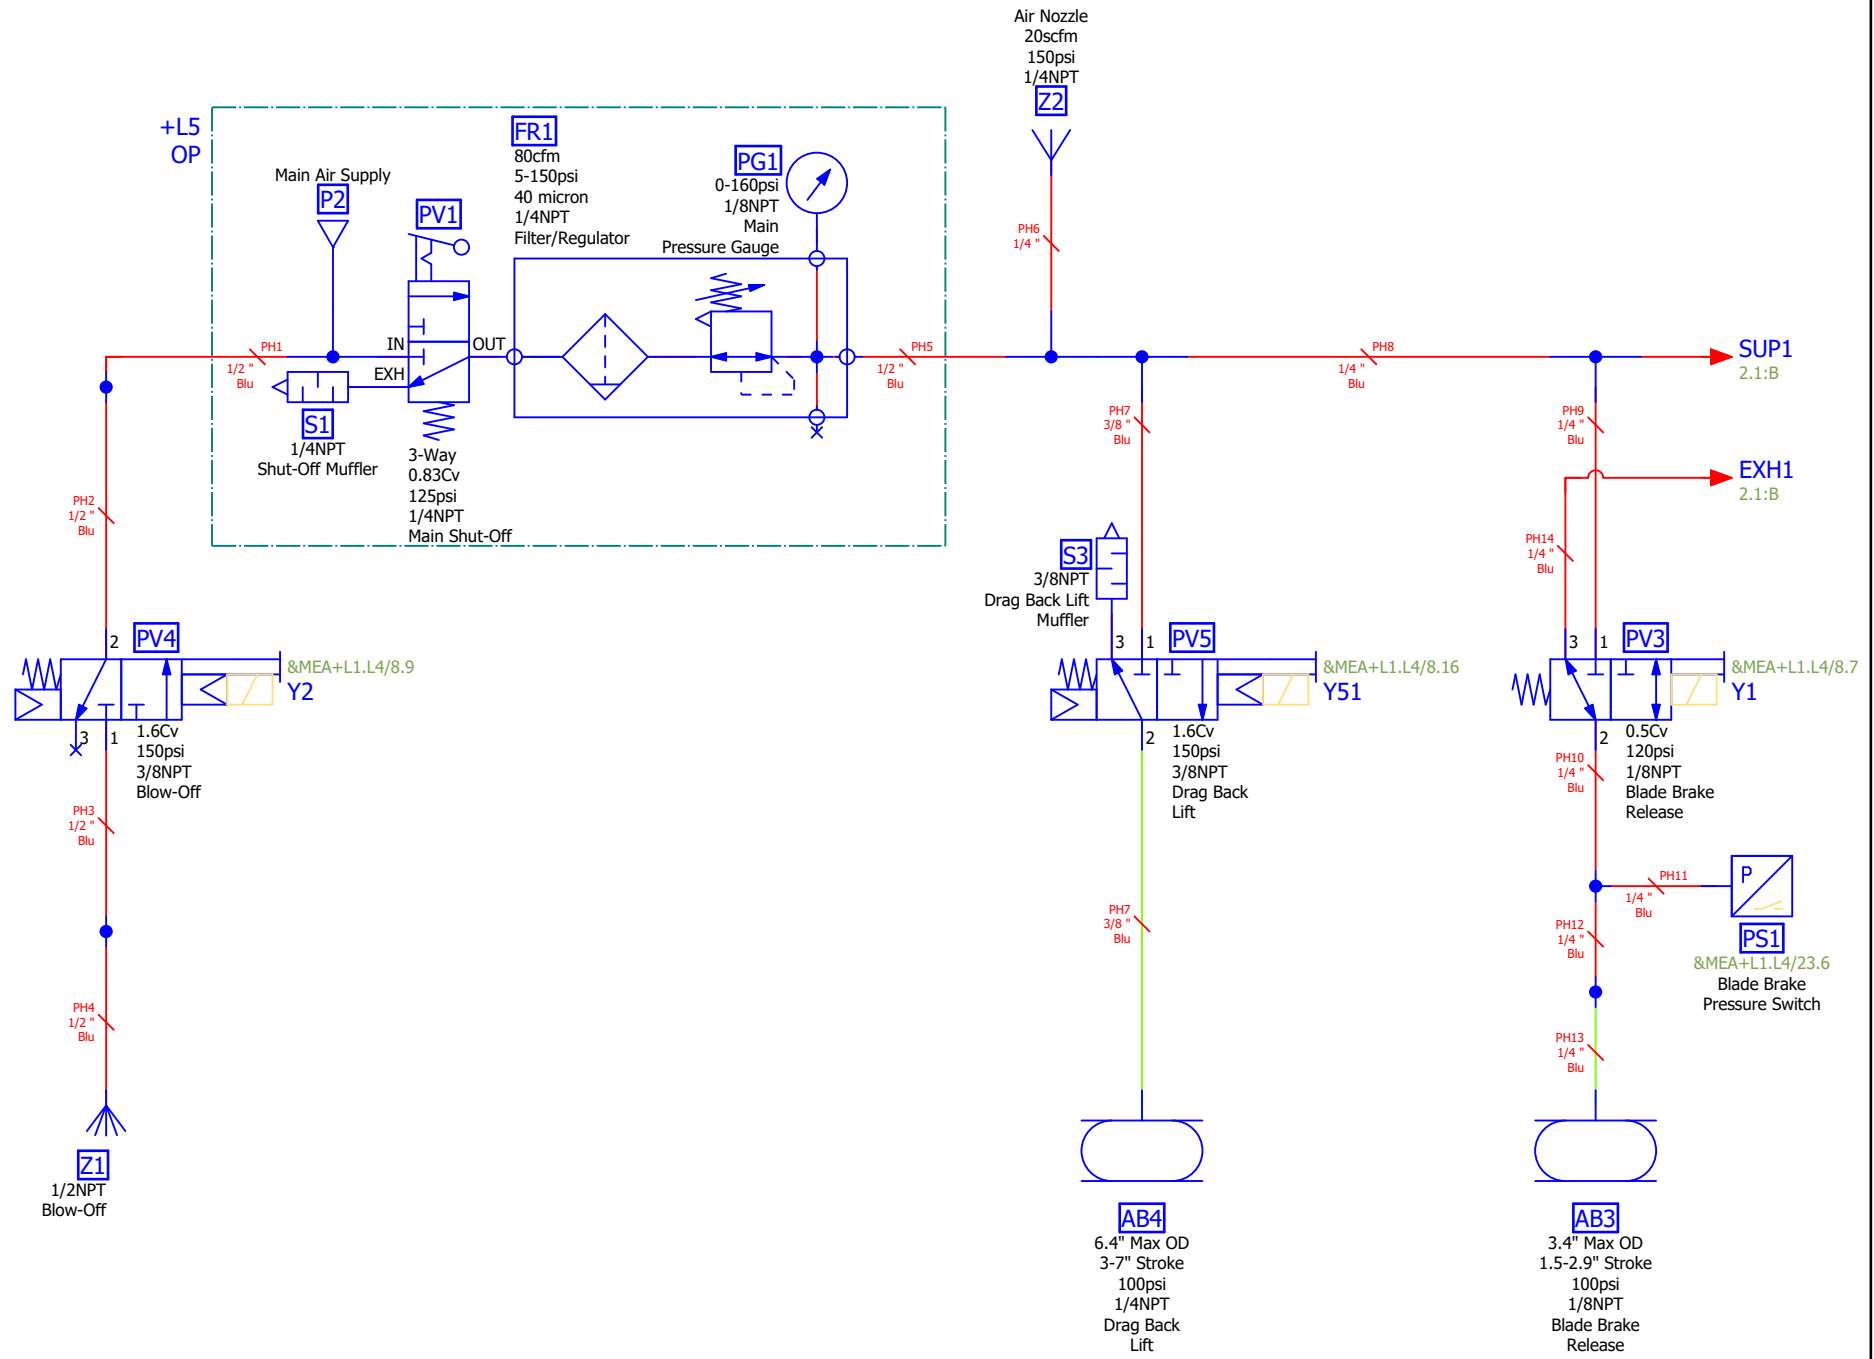 Air Nozzle
20scfm
150psi
1/4NPT
Z2
+L5
OP
Main Air Supply
P2
PV1
FR1
80cfm
5-150psi
40 micron
1/4NPT
Filter/Regulator
PG1
0-160psi
1/8NPT
Main
Pressure Gauge
PH6
1/4 "
IN
OUT
EXH
PH1
1/2 "
Blu
S1
1/4NPT
Shut-Off Muffler
3-Way
0.83Cv
125psi
1/4NPT
Main Shut-Off
PH5
1/2 "
Blu
PH8
1/4 "
Blu
SUP1
2.1:B
PH7
3/8 "
Blu
PH9
1/4 "
Blu
EXH1
2.1:B
PH2
1/2 "
Blu
PH14
1/4 "
Blu
S3
3/8NPT
Drag Back Lift
Muffler
2
PV4
&MEA+L1.L4/8.9
Y2
3
1
1.6Cv
150psi
3/8NPT
Blow-Off
3
1
PV5
&MEA+L1.L4/8.16
Y51
2
1.6Cv
150psi
3/8NPT
Drag Back
Lift
3
1
PV3
&MEA+L1.L4/8.7
Y1
2
0.5Cv
120psi
1/8NPT
Blade Brake
Release
PH3
1/2 "
Blu
PH10
1/4 "
Blu
PH7
3/8 "
Blu
PH11
1/4 "
Blu
P
PS1
&MEA+L1.L4/23.6
Blade Brake
Pressure Switch
PH12
1/4 "
Blu
PH4
1/2 "
Blu
PH13
1/4 "
Blu
Z1
1/2NPT
Blow-Off
AB4
6.4" Max OD
3-7" Stroke
100psi
1/4NPT
Drag Back
Lift
AB3
3.4" Max OD
1.5-2.9" Stroke
100psi
1/8NPT
Blade Brake
Release